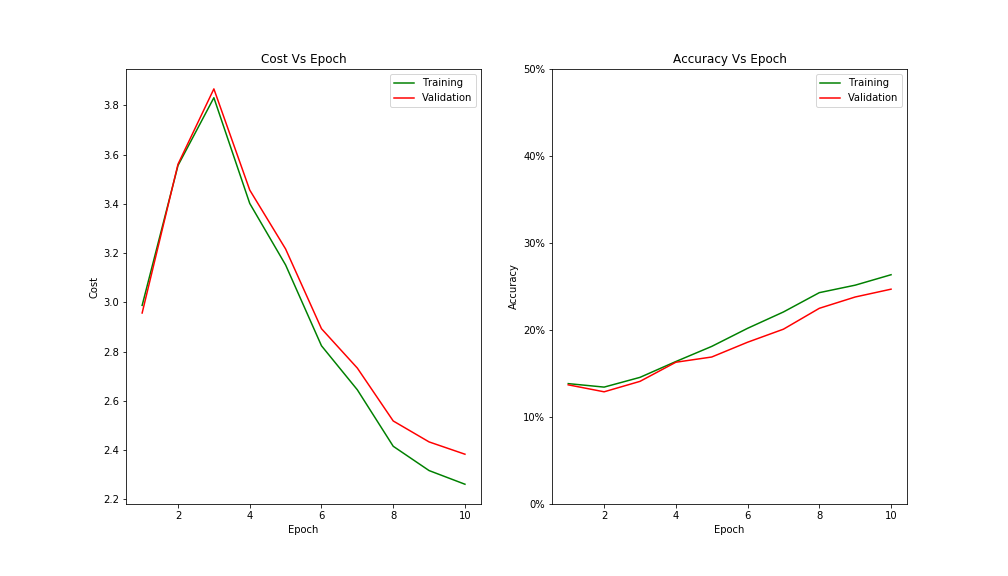 Cost Vs Epoch
Training
Validation
3.8
3.6
3.4
3.2
3.0
2.8
2.6
2.4
2.2
Cost
2 4 6 8 10
Epoch
Accuracy Vs Epoch
Training
Validation
50%
40%
30%
20%
10%
0%
Accuracy
2 4 6 8 10
Epoch